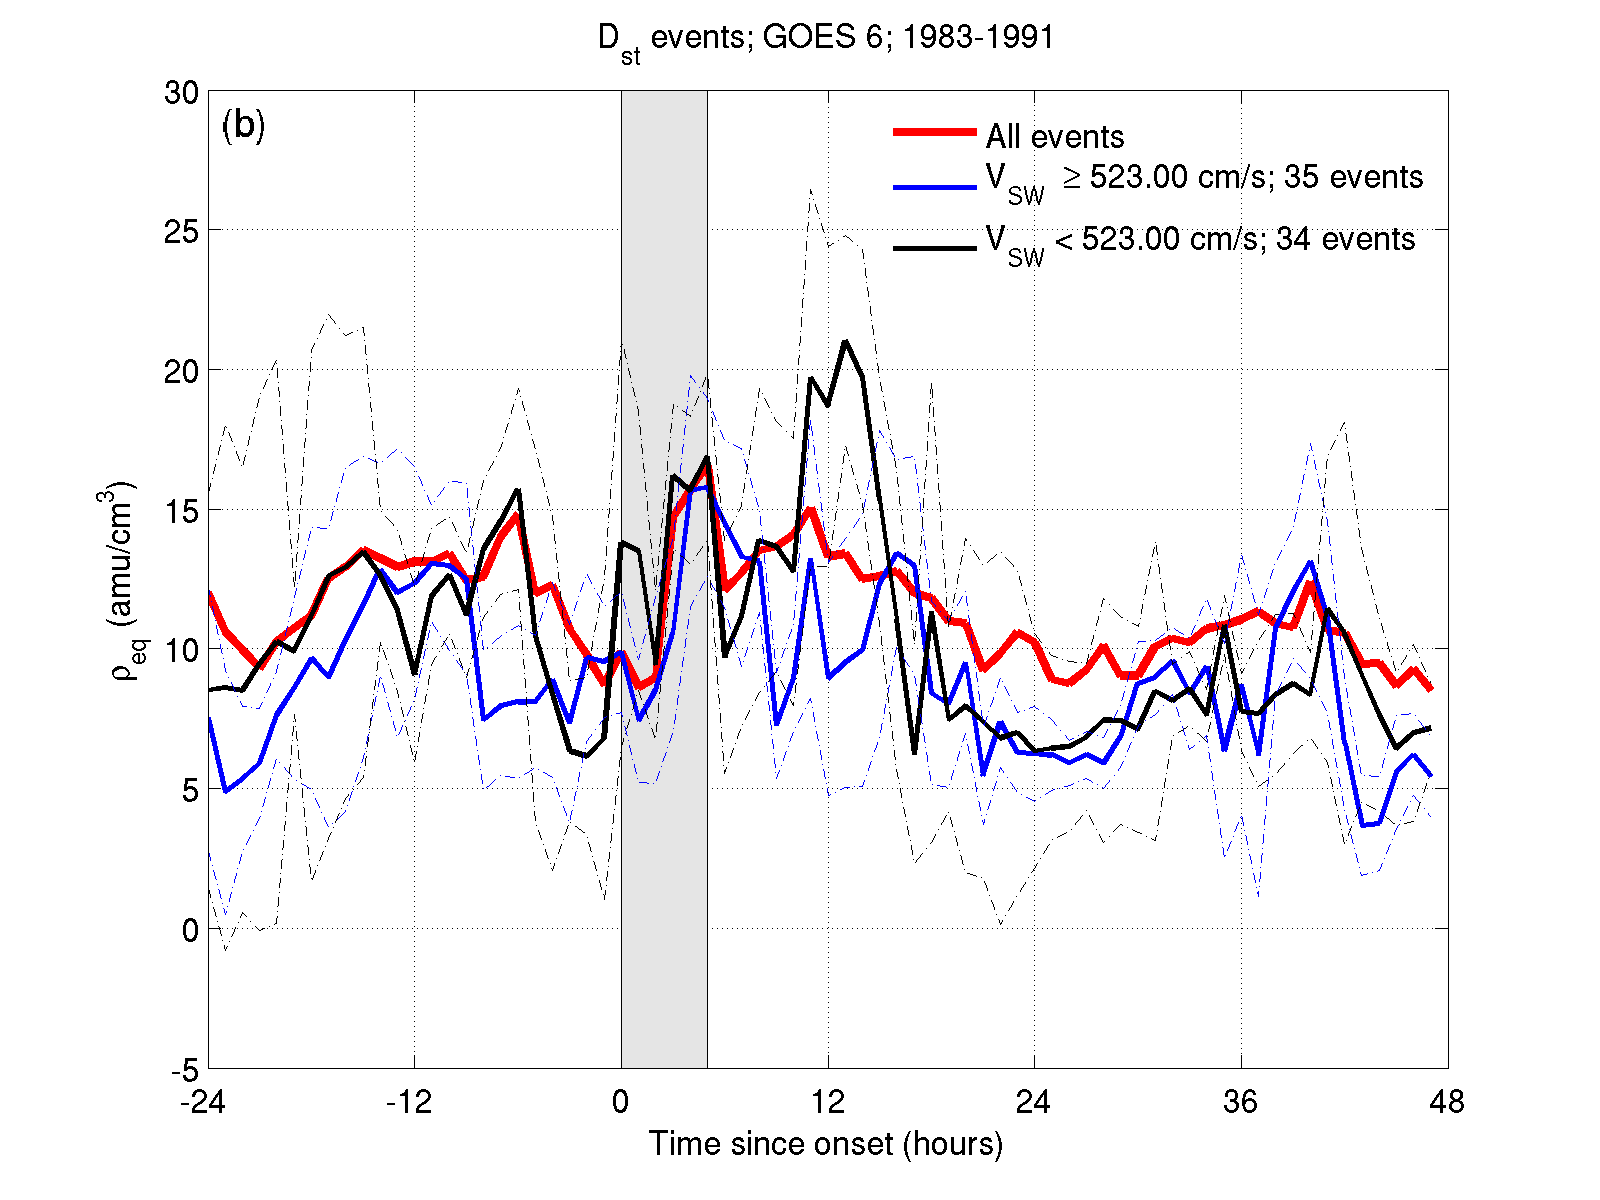 D_st events; GOES 6; 1983-1991
(b)
All events
V_SW ≥ 523.00 cm/s; 35 events
V_SW < 523.00 cm/s; 34 events
30
25
20
15
10
5
0
-5
ρ_eq (amu/cm³)
-24 -12 0 12 24 36 48
Time since onset (hours)